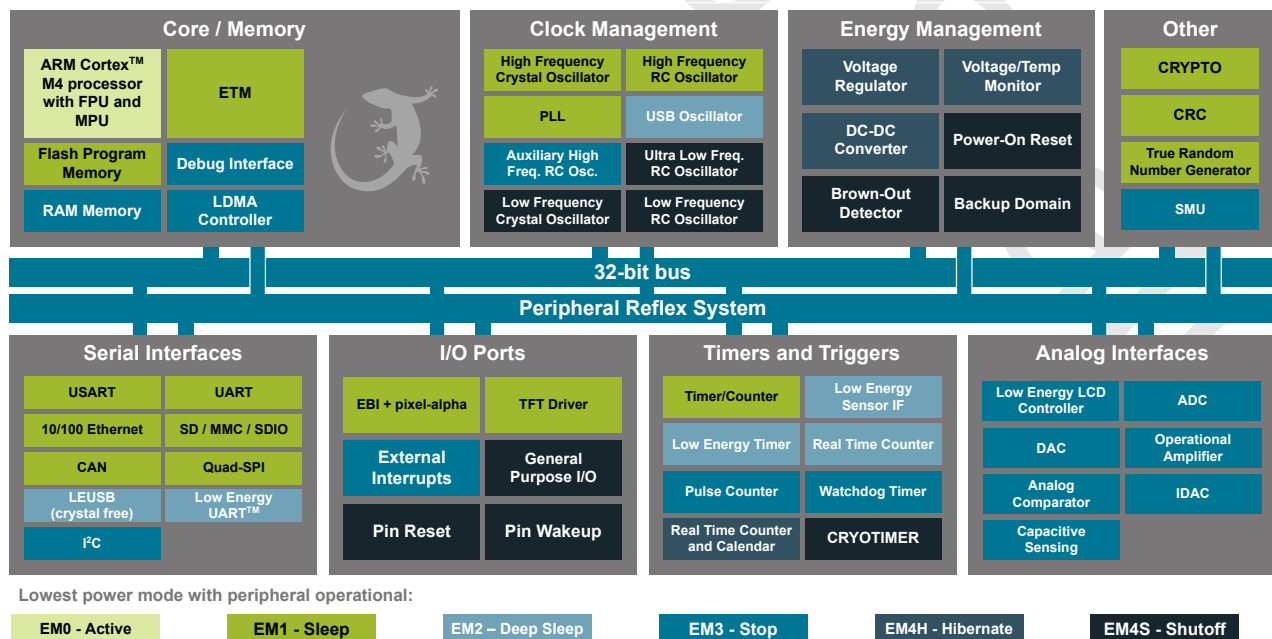 Core / Memory
ARM Cortex™
M4 processor
with FPU and
MPU
ETM
Flash Program
Memory
Debug Interface
RAM Memory
LDMA
Controller
Clock Management
High Frequency
Crystal Oscillator
High Frequency
RC Oscillator
PLL
USB Oscillator
Auxiliary High
Freq. RC Osc.
Ultra Low Freq.
RC Oscillator
Low Frequency
Crystal Oscillator
Low Frequency
RC Oscillator
Energy Management
Voltage
Regulator
Voltage/Temp
Monitor
DC-DC
Converter
Power-On Reset
Brown-Out
Detector
Backup Domain
Other
CRYPTO
CRC
True Random
Number Generator
SMU
32-bit bus
Peripheral Reflex System
Serial Interfaces
USART
UART
10/100 Ethernet
SD / MMC / SDIO
CAN
Quad-SPI
LEUSB
(crystal free)
Low Energy
UART™
I²C
I/O Ports
EBI + pixel-alpha
TFT Driver
External
Interrupts
General
Purpose I/O
Pin Reset
Pin Wakeup
Timers and Triggers
Timer/Counter
Low Energy
Sensor IF
Low Energy Timer
Real Time Counter
Pulse Counter
Watchdog Timer
Real Time Counter
and Calendar
CRYOTIMER
Analog Interfaces
Low Energy LCD
Controller
ADC
DAC
Operational
Amplifier
Analog
Comparator
IDAC
Capacitive
Sensing
Lowest power mode with peripheral operational:
EM0 - Active
EM1 - Sleep
EM2 – Deep Sleep
EM3 - Stop
EM4H - Hibernate
EM4S - Shutoff